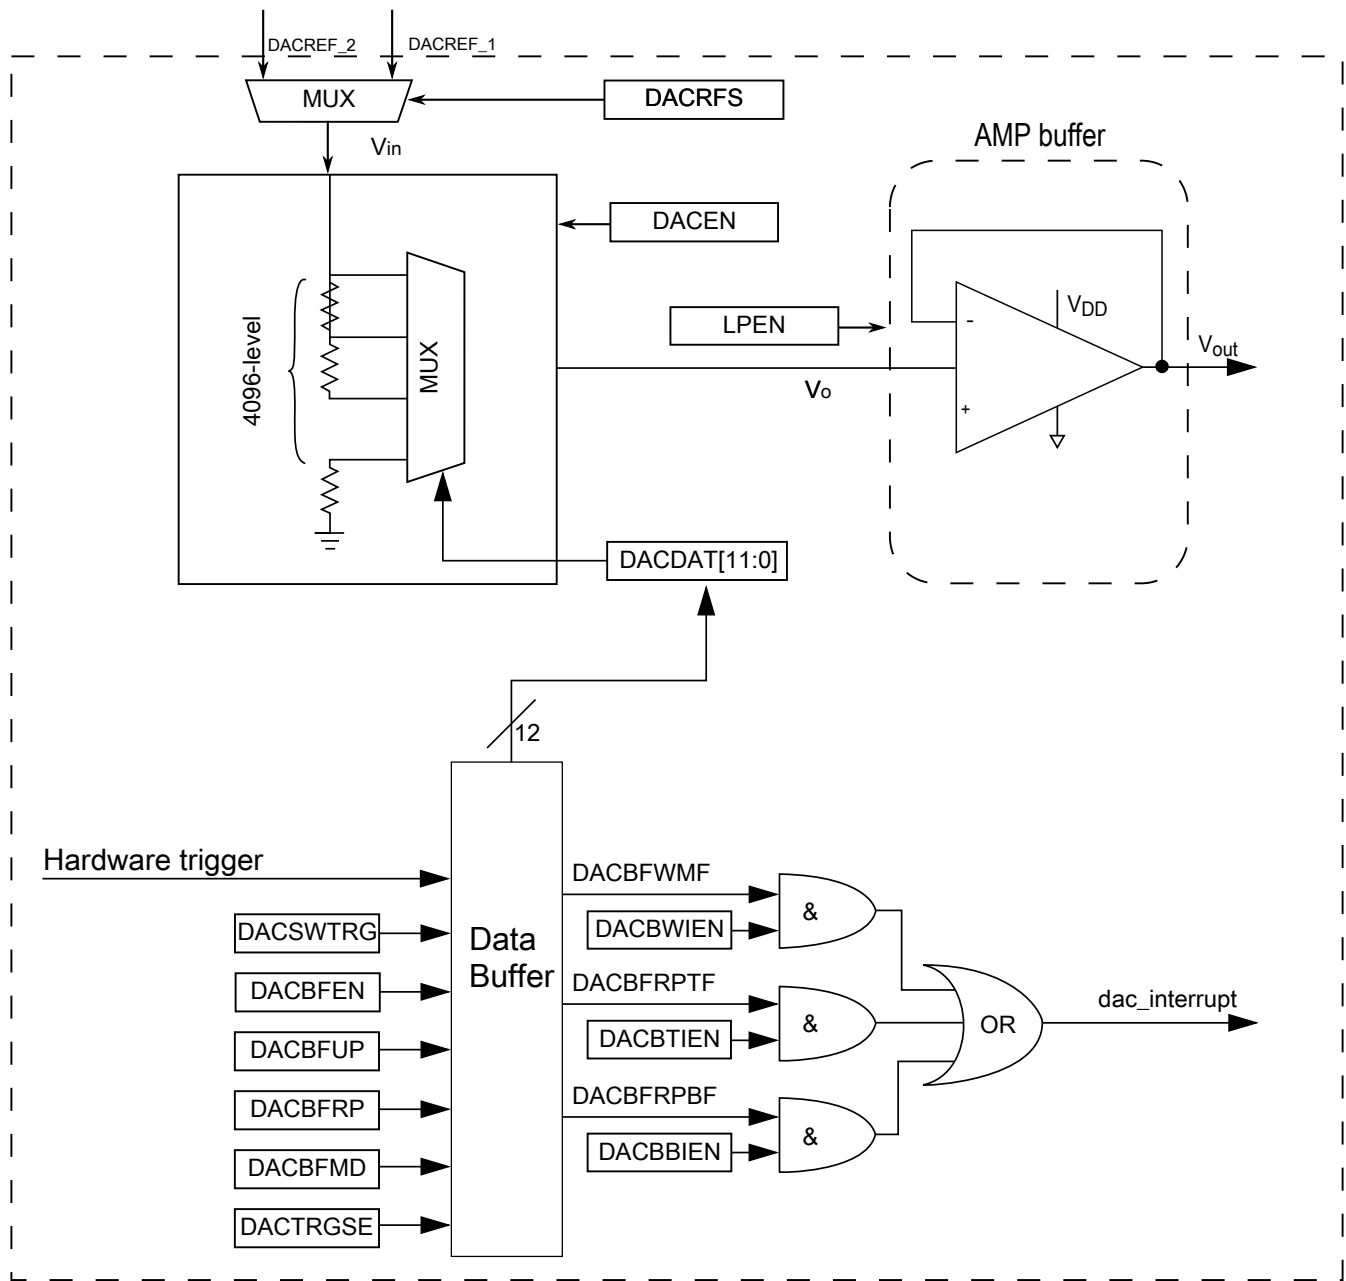 DACREF_2
DACREF_1
MUX
DACRFS
Vin
AMP buffer
DACEN
LPEN
VDD
-
+
4096-level
MUX
Vo
Vout
DACDAT[11:0]
12
Hardware trigger
DACSWTRG
DACBFEN
DACBFUP
DACBFRP
DACBFMD
DACTRGSE
Data
Buffer
DACBFWMF
DACBWIEN
&
DACBFRPTF
DACBTIEN
&
DACBFRPBF
DACBBIEN
&
OR
dac_interrupt